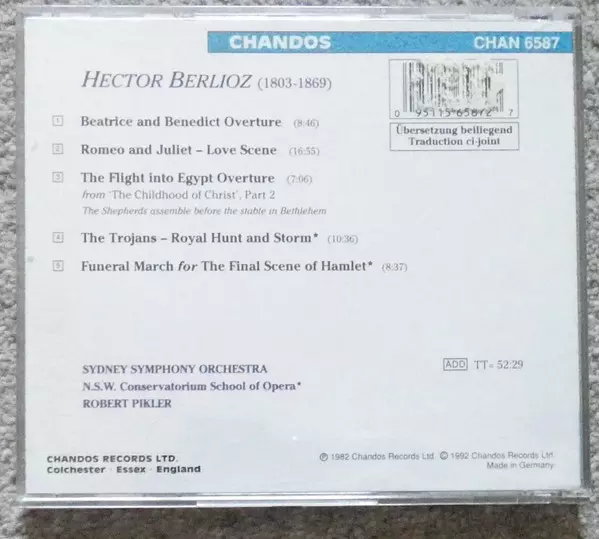 CHANDOS CHAN 6587
HECTOR BERLIOZ (1803-1869)
0 95115 65872 7
Übersetzung beiliegend
Traduction ci-joint
1 Beatrice and Benedict Overture (8:46)
2 Romeo and Juliet – Love Scene (16:55)
3 The Flight into Egypt Overture (7:06)
from 'The Childhood of Christ', Part 2
The Shepherds assemble before the stable in Bethlehem
4 The Trojans – Royal Hunt and Storm* (10:36)
5 Funeral March for The Final Scene of Hamlet* (8:37)
SYDNEY SYMPHONY ORCHESTRA
N.S.W. Conservatorium School of Opera*
ROBERT PIKLER
ADD TT= 52:29
CHANDOS RECORDS LTD.
Colchester · Essex · England
℗ 1982 Chandos Records Ltd. © 1992 Chandos Records Ltd.
Made in Germany